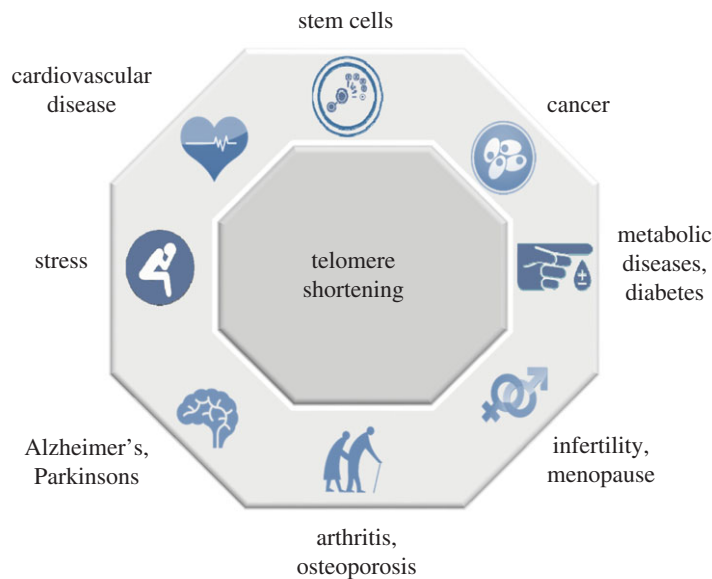 stem cells
cardiovascular
disease
cancer
stress
telomere
shortening
metabolic
diseases,
diabetes
Alzheimer’s,
Parkinsons
infertility,
menopause
arthritis,
osteoporosis